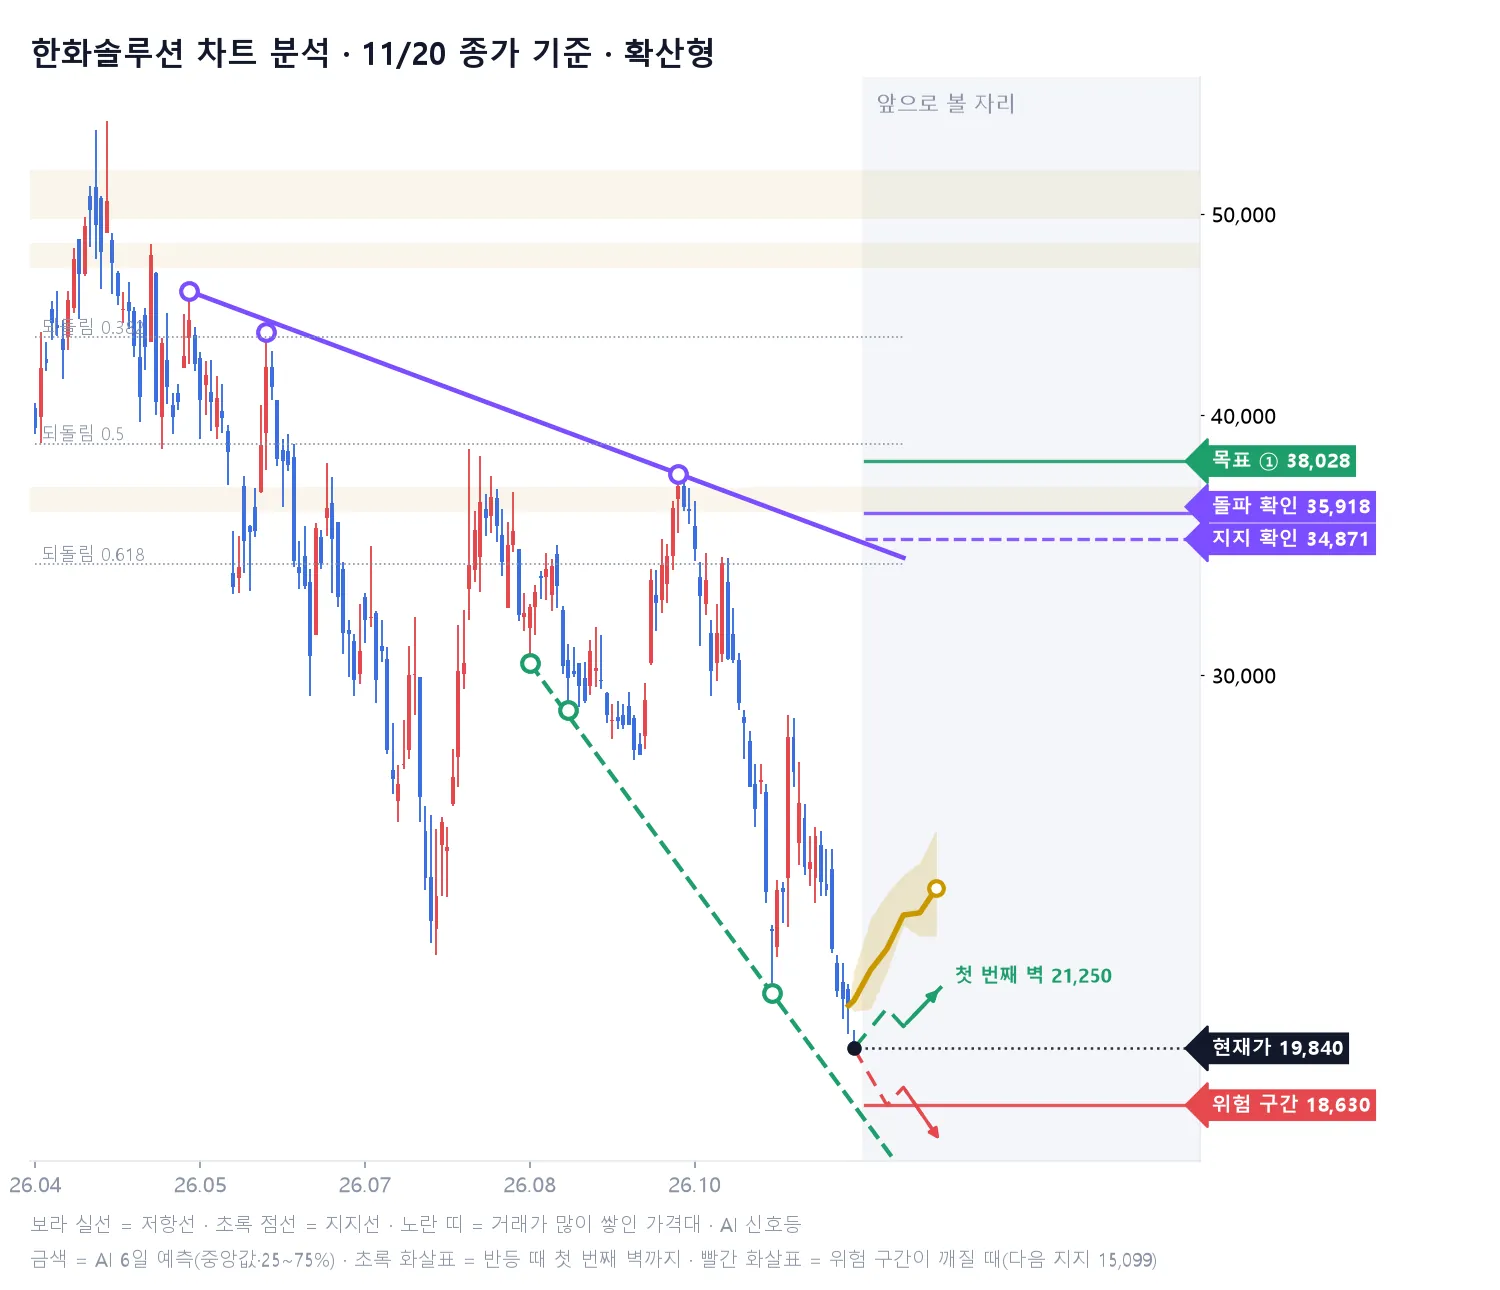 한화솔루션 차트 분석 · 11/20 종가 기준 · 확산형
앞으로 볼 자리
50,000
되돌림 0.382
40,000
되돌림 0.5
목표 ① 38,028
돌파 확인 35,918
지지 확인 34,871
되돌림 0.618
30,000
첫 번째 벽 21,250
현재가 19,840
위험 구간 18,630
26.04
26.05
26.07
26.08
26.10
보라 실선 = 저항선 · 초록 점선 = 지지선 · 노란 띠 = 거래가 많이 쌓인 가격대 · AI 신호등
금색 = AI 6일 예측(중앙값·25~75%) · 초록 화살표 = 반등 때 첫 번째 벽까지 · 빨간 화살표 = 위험 구간이 깨질 때(다음 지지 15,099)